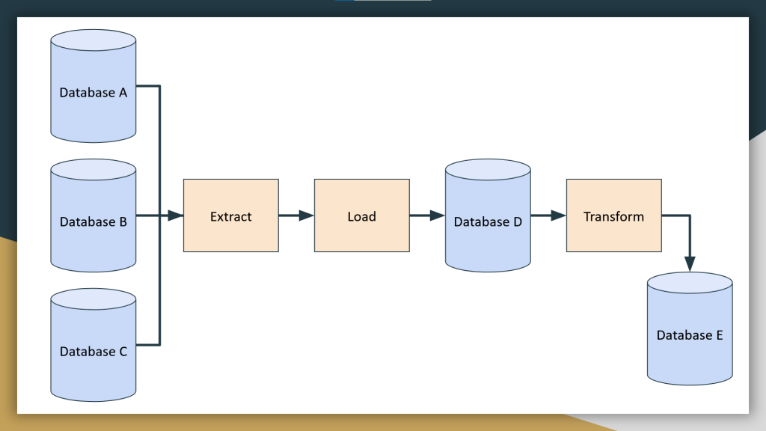 Database A
Database B
Extract
Load
Database D
Transform
Database C
Database E